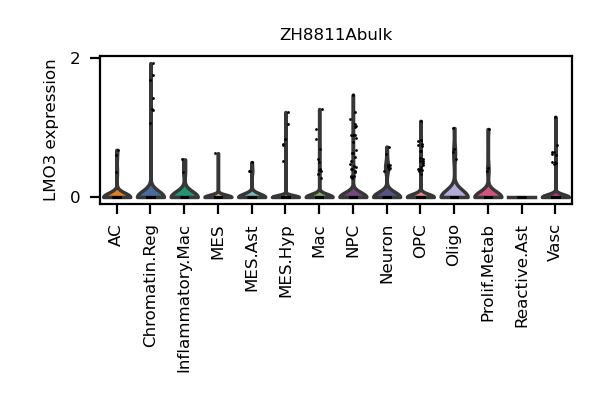 ZH8811Abulk
LMO3 expression
2
0
AC
Chromatin.Reg
Inflammatory.Mac
MES
MES.Ast
MES.Hyp
Mac
NPC
Neuron
OPC
Oligo
Prolif.Metab
Reactive.Ast
Vasc